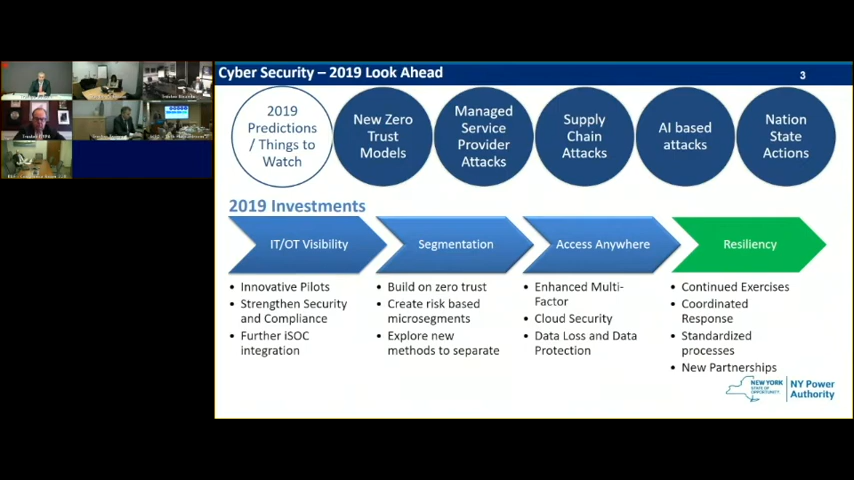 Cyber Security – 2019 Look Ahead
3
2019
Predictions
/ Things to
Watch
New Zero
Trust
Models
Managed
Service
Provider
Attacks
Supply
Chain
Attacks
AI based
attacks
Nation
State
Actions
2019 Investments
IT/OT Visibility
Segmentation
Access Anywhere
Resiliency
• Innovative Pilots
• Strengthen Security
and Compliance
• Further iSOC
integration
• Build on zero trust
• Create risk based
microsegments
• Explore new
methods to separate
• Enhanced Multi-
Factor
• Cloud Security
• Data Loss and Data
Protection
• Continued Exercises
• Coordinated
Response
• Standardized
processes
• New Partnerships
NEW YORK
STATE OF
OPPORTUNITY.
NY Power
Authority